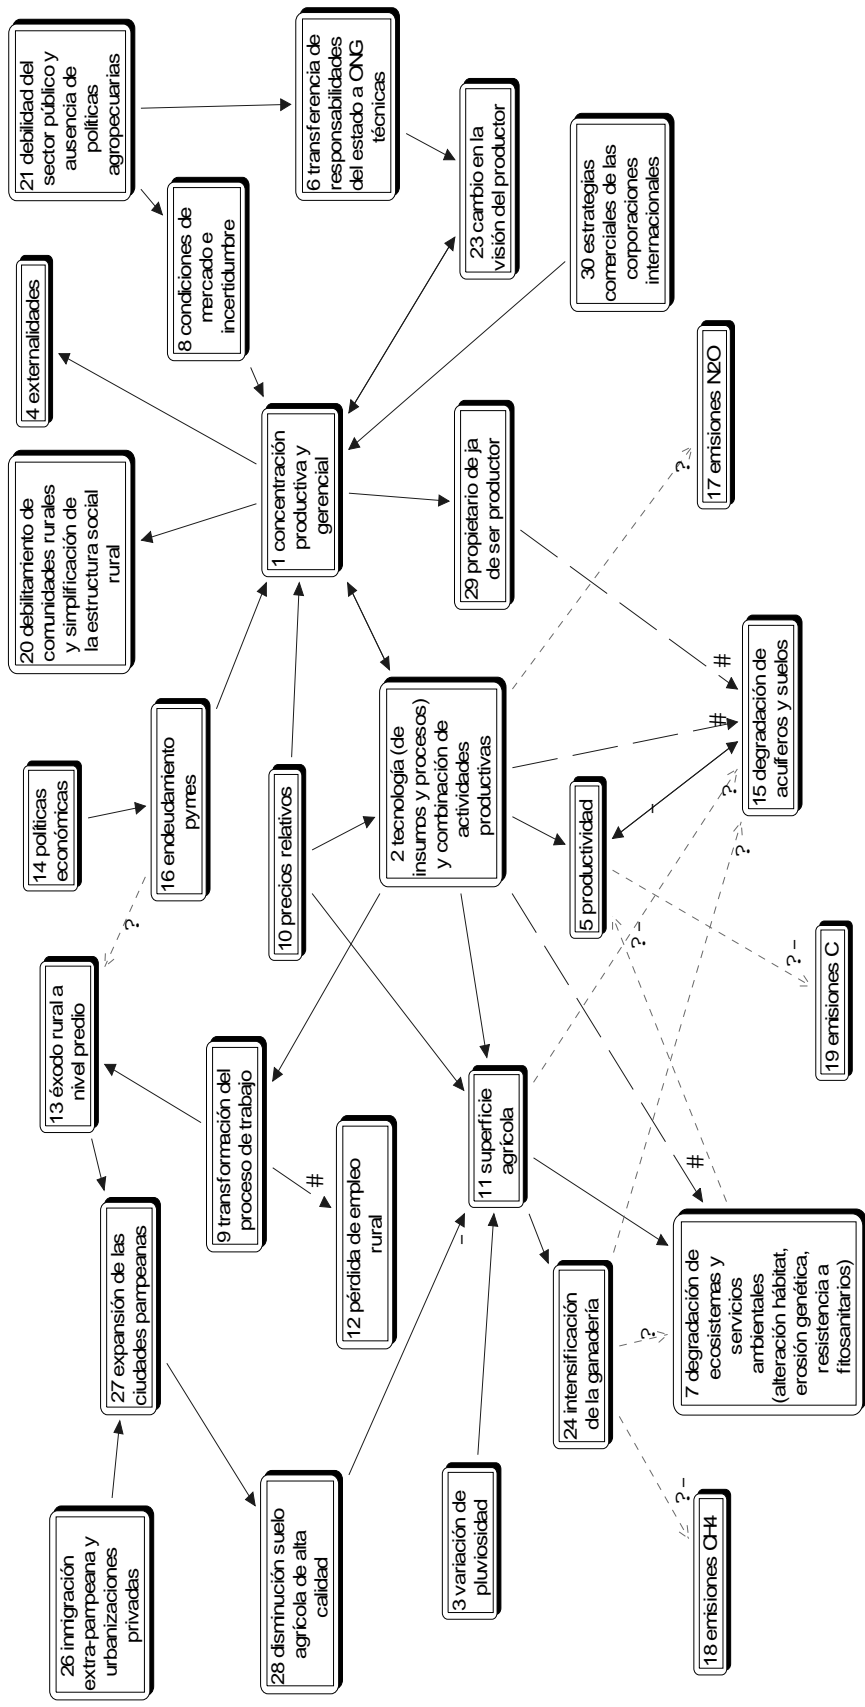 26 inmigración
extra-pampeana y
urbanizaciones
privadas
27 expansión de las
ciudades pampeanas
13 éxodo rural a
nivel predio
14 políticas
económicas
20 debilitamiento de
comunidades rurales
y simplificación de
la estructura social
rural
4 externalidades
21 debilidad del
sector público y
ausencia de
políticas
agropecuarias
?
28 disminución suelo
agrícola de alta
calidad
9 transformación del
proceso de trabajo
16 endeudamiento
pymes
1 concentración
productiva y
gerencial
8 condiciones de
mercado e
incertidumbre
6 transferencia de
responsabilidades
del estado a ONG
técnicas
#
12 pérdida de empleo
rural
10 precios relativos
2 tecnología (de
insumos y procesos)
y combinación de
actividades
productivas
29 propietario de ja
de ser productor
23 cambio en la
visión del productor
-
3 variación de
pluviosidad
11 superficie
agrícola
24 intensificación
de la ganadería
5 productividad
30 estrategias
comerciales de las
corporaciones
internacionales
?
?-
-
?-
?-
#
?
?
#
#
?
18 emisiones CH4
7 degradación de
ecosistemas y
servicios
ambientales
(alteración hábitat,
erosión genética,
resistencia a
fitosanitarios)
19 emisiones C
15 degradación de
acuíferos y suelos
17 emisiones N2O